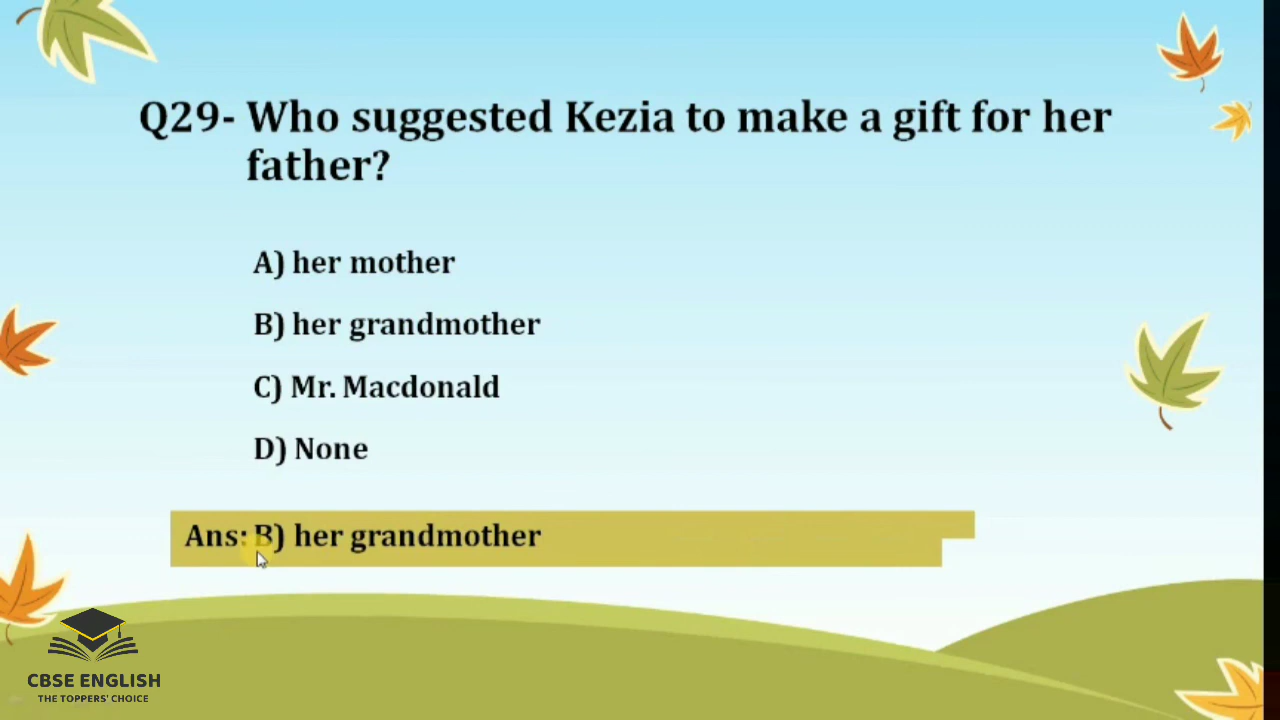 Q29- Who suggested Kezia to make a gift for her
father?
A) her mother
B) her grandmother
C) Mr. Macdonald
D) None
Ans: B) her grandmother
CBSE ENGLISH
THE TOPPERS' CHOICE